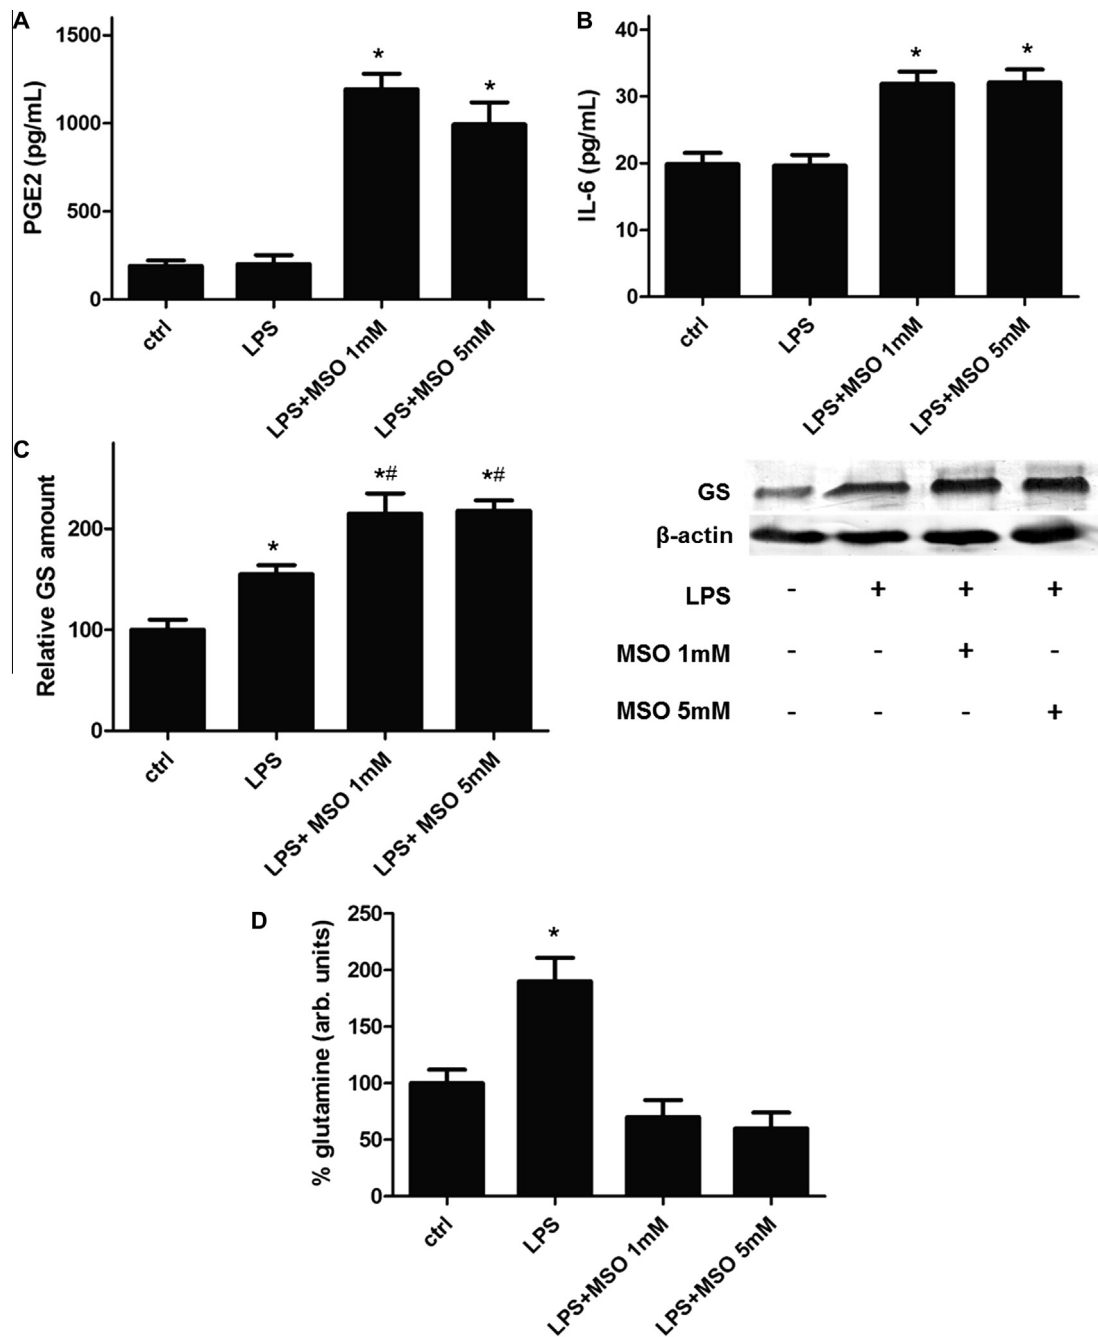 A
PGE2 (pg/mL)
1500
1000
500
0
* *
ctrl
LPS
LPS+MSO 1mM
LPS+MSO 5mM
B
IL-6 (pg/mL)
40
30
20
10
0
* *
ctrl
LPS
LPS+MSO 1mM
LPS+MSO 5mM
C
Relative GS amount
200
100
0
* *# *#
ctrl
LPS
LPS+ MSO 1mM
LPS+ MSO 5mM
GS
β-actin
LPS - + + +
MSO 1mM - - + -
MSO 5mM - - - +
D
% glutamine (arb. units)
250
200
150
100
50
0
*
ctrl
LPS
LPS+MSO 1mM
LPS+MSO 5mM